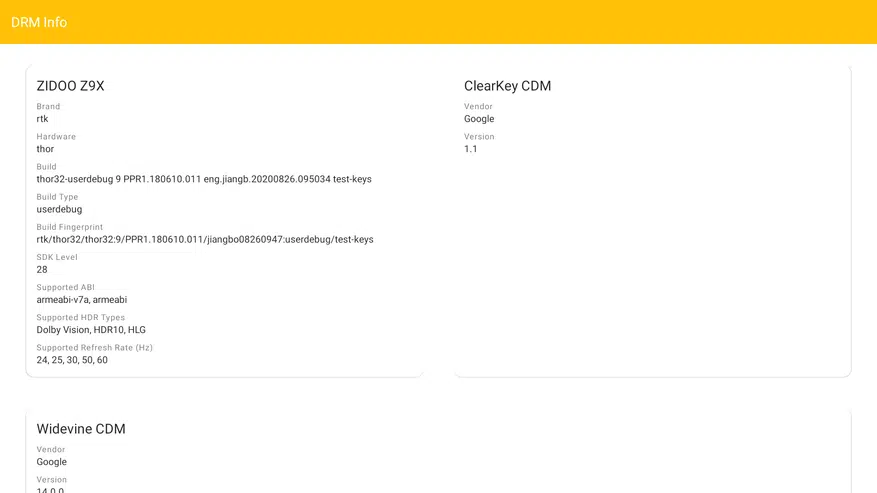 DRM Info
ZIDOO Z9X
Brand
rtk
Hardware
thor
Build
thor32-userdebug 9 PPR1.180610.011 eng.jiangb.20200826.095034 test-keys
Build Type
userdebug
Build Fingerprint
rtk/thor32/thor32:9/PPR1.180610.011/jiangbo08260947:userdebug/test-keys
SDK Level
28
Supported ABI
armeabi-v7a, armeabi
Supported HDR Types
Dolby Vision, HDR10, HLG
Supported Refresh Rate (Hz)
24, 25, 30, 50, 60
ClearKey CDM
Vendor
Google
Version
1.1
Widevine CDM
Vendor
Google
Version
14.0.0